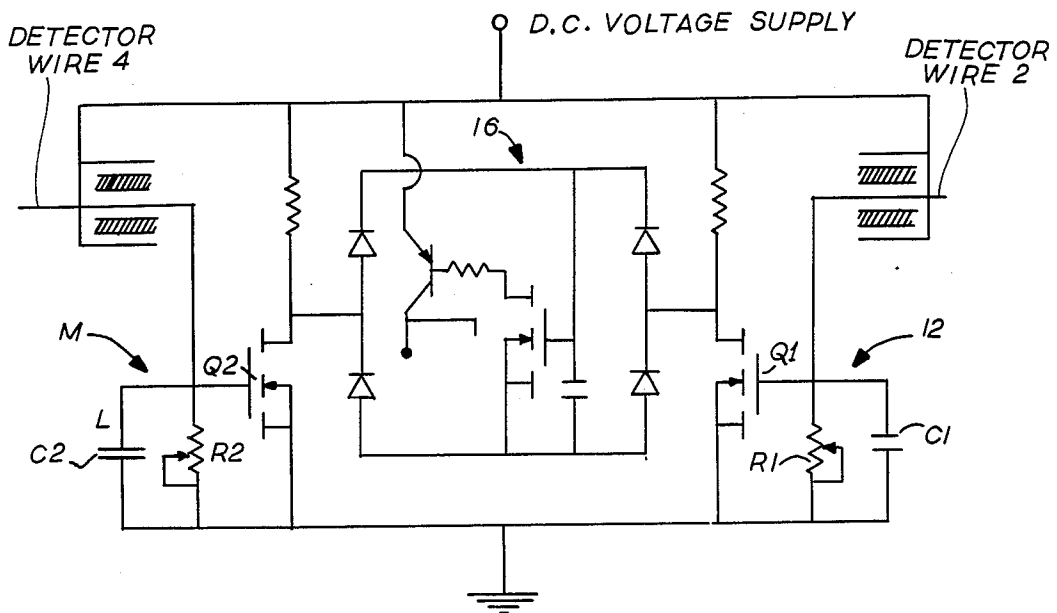 D.C. VOLTAGE SUPPLY
DETECTOR
WIRE 4
DETECTOR
WIRE 2
16
M
12
Q2
Q1
L
C2
R2
R1
C1